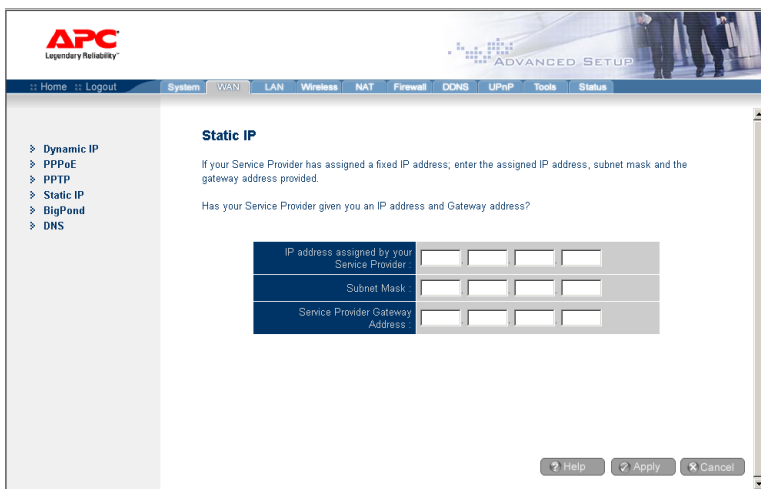 APC
Legendary Reliability™
ADVANCED SETUP
:: Home :: Logout
System WAN LAN Wireless NAT Firewall DDNS UPnP Tools Status
Dynamic IP
PPPoE
PPTP
Static IP
BigPond
DNS
Static IP
If your Service Provider has assigned a fixed IP address; enter the assigned IP address, subnet mask and the
gateway address provided.
Has your Service Provider given you an IP address and Gateway address?
IP address assigned by your
Service Provider :
. . .
Subnet Mask :
. . .
Service Provider Gateway
Address :
. . .
Help Apply Cancel